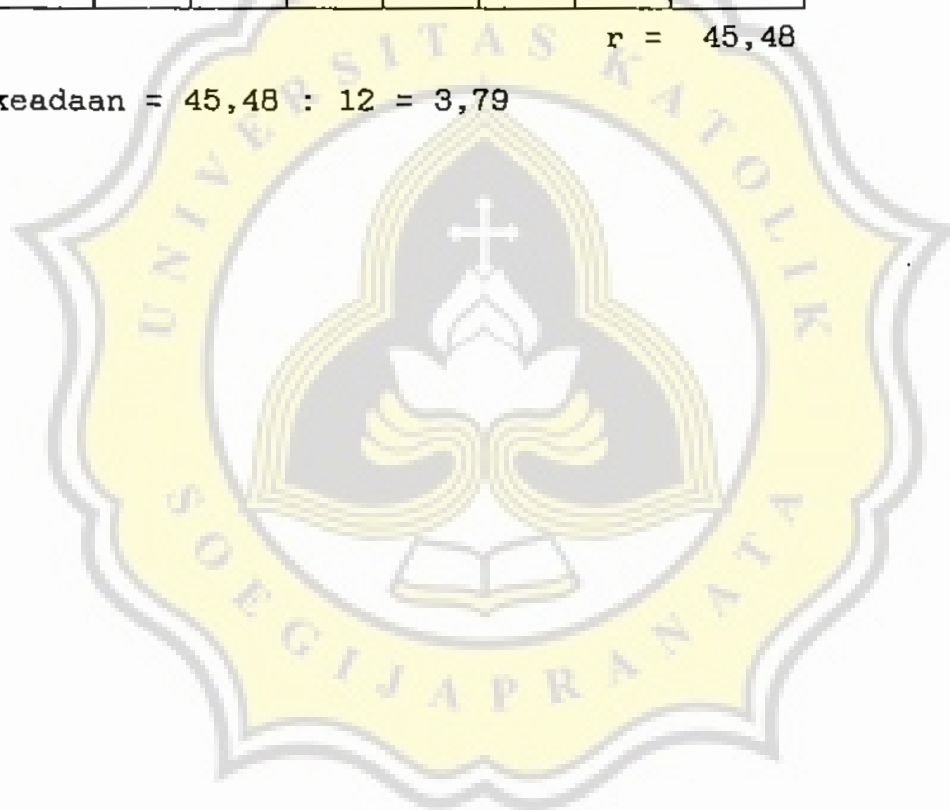 r = 45,48
keadaan = 45,48 : 12 = 3,79
UNIVERSITAS KATOLIK
SOEGIJAPRANATA